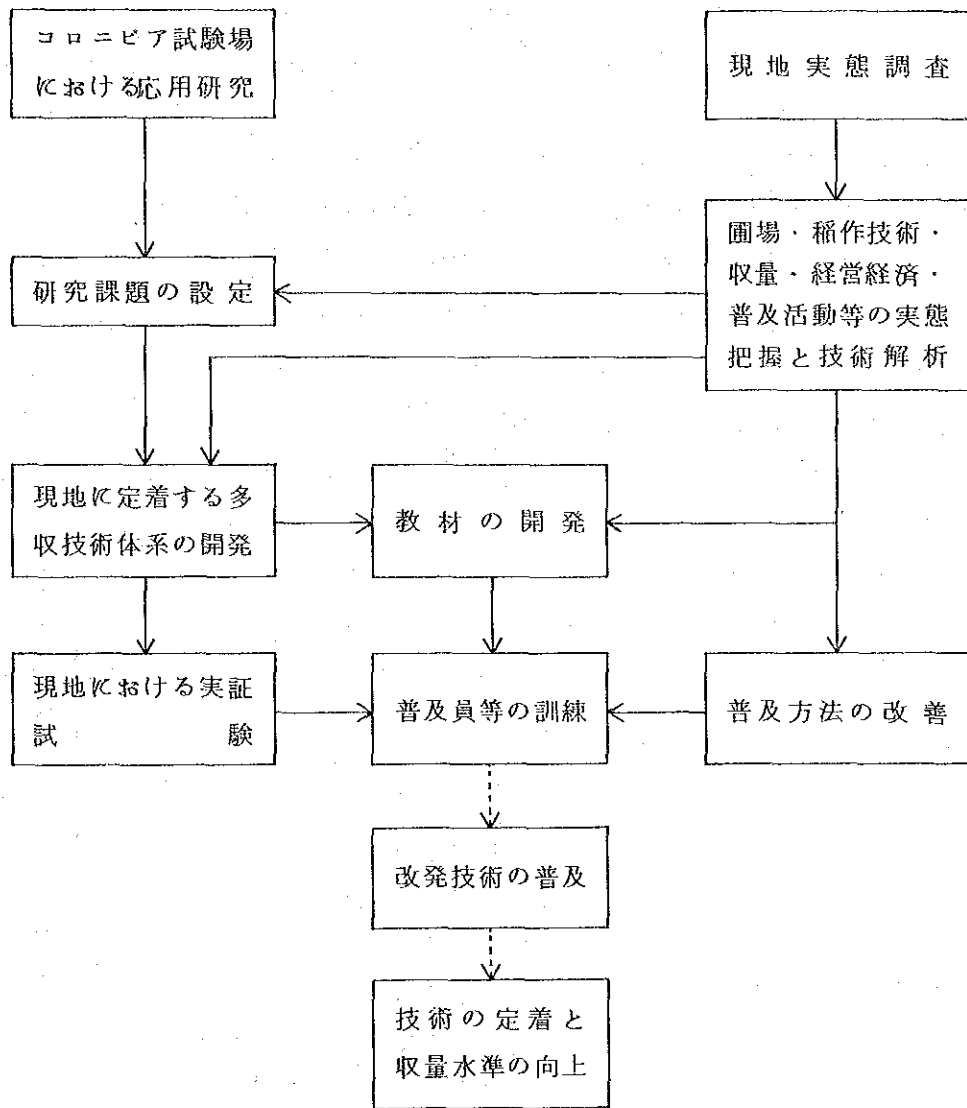 コロニビア試験場
における応用研究
現地実態調査
圃場・稲作技術・
収量・経営経済・
普及活動等の実態
把握と技術解析
研究課題の設定
現地に定着する多
収技術体系の開発
教材の開発
現地における実証
試験
普及員等の訓練
普及方法の改善
改発技術の普及
技術の定着と
収量水準の向上